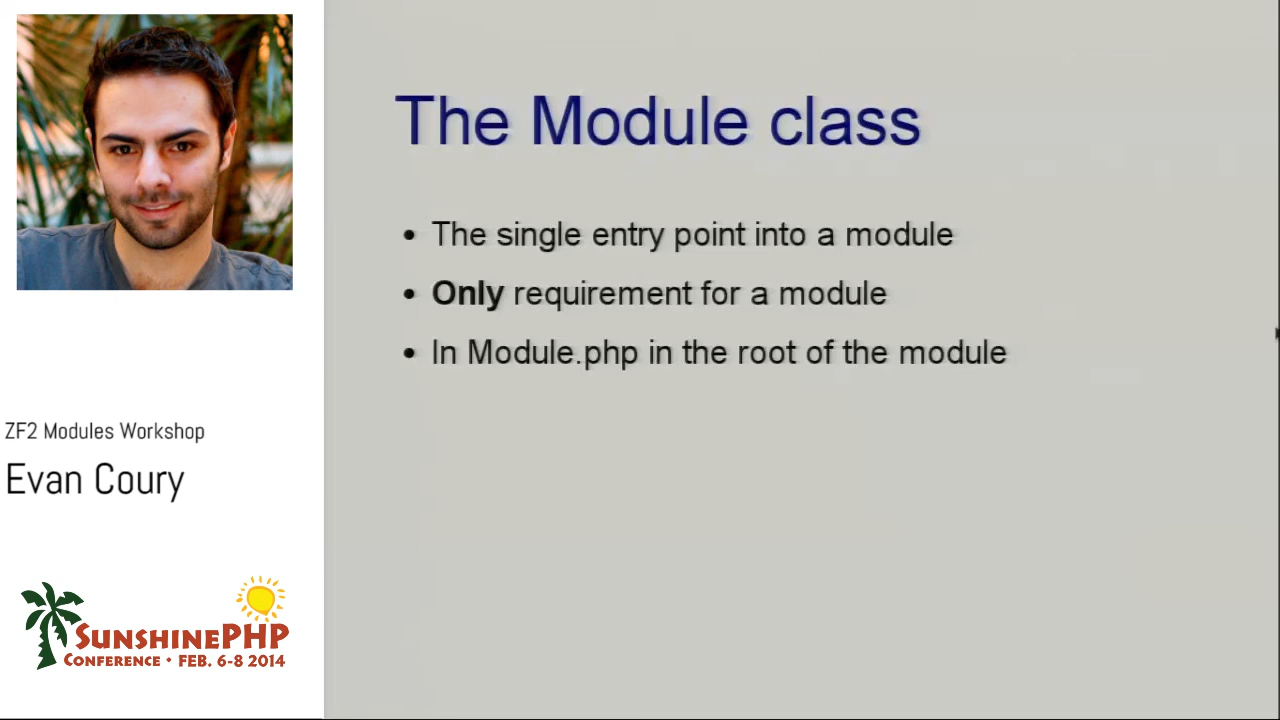 The Module class
• The single entry point into a module
• Only requirement for a module
• In Module.php in the root of the module
ZF2 Modules Workshop
Evan Coury
SUNSHINEPHP
CONFERENCE • FEB. 6-8 2014